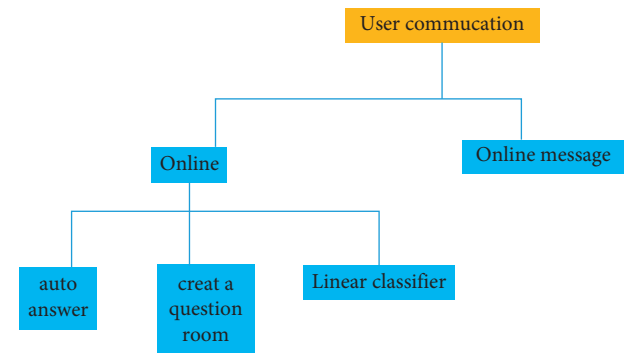 User commucation
Online
Online message
auto
answer
creat a
question
room
Linear classifier